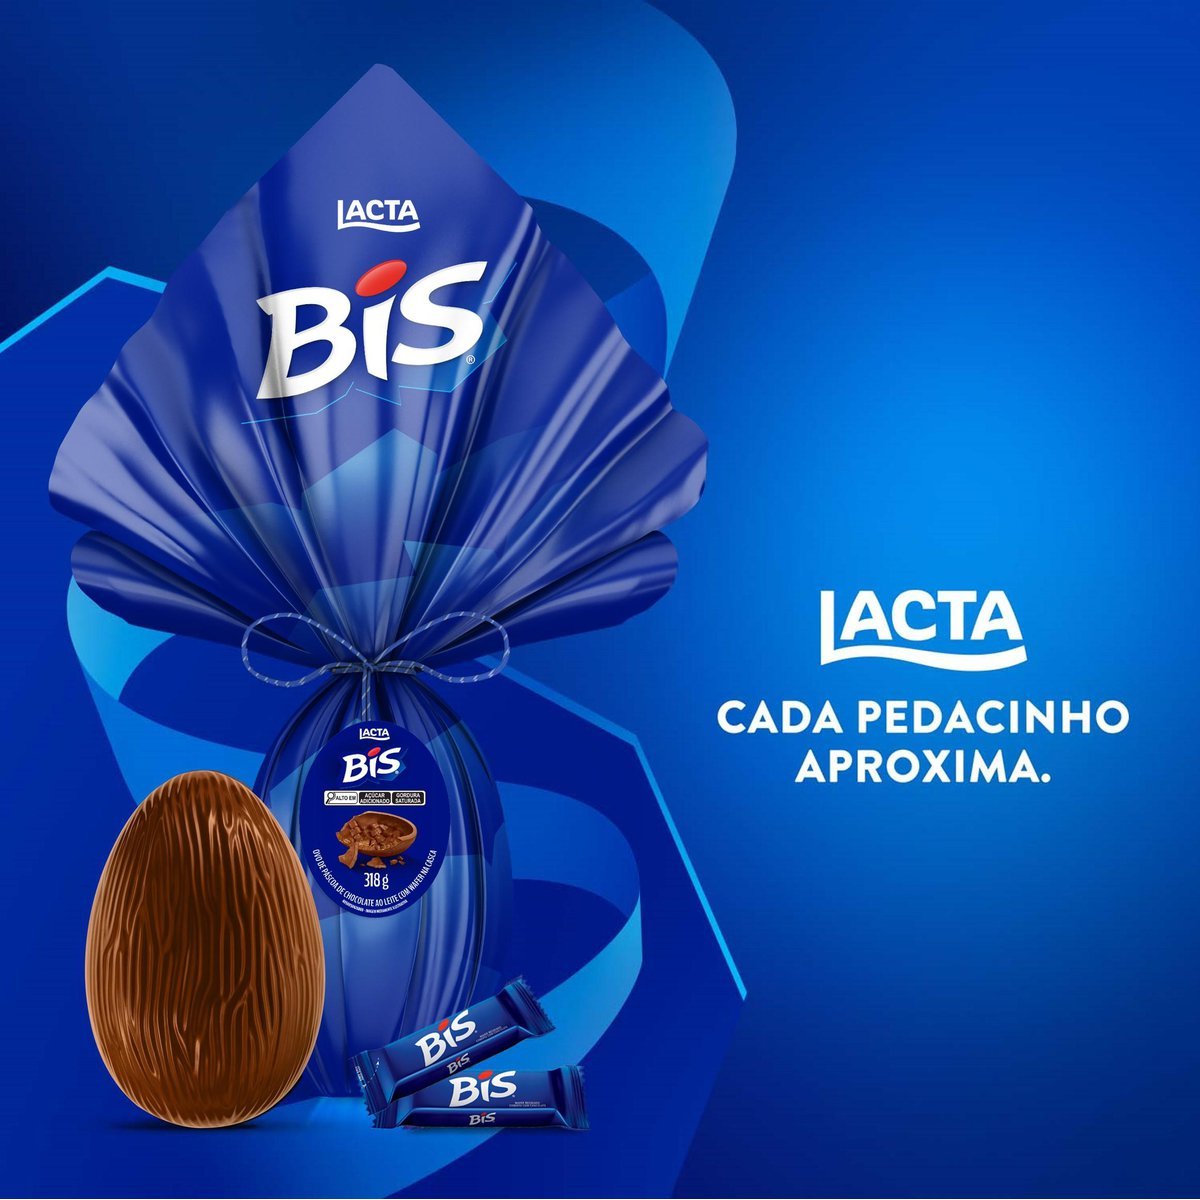 LACTA
BiS®
LACTA
CADA PEDACINHO
APROXIMA.
LACTA
BiS®
ALTO EM
AÇÚCAR
ADICIONADO
GORDURA
SATURADA
318 g
OVO DE PÁSCOA DE CHOCOLATE AO LEITE COM WAFER NA CASCA
BiS
BiS
BiS
BiS